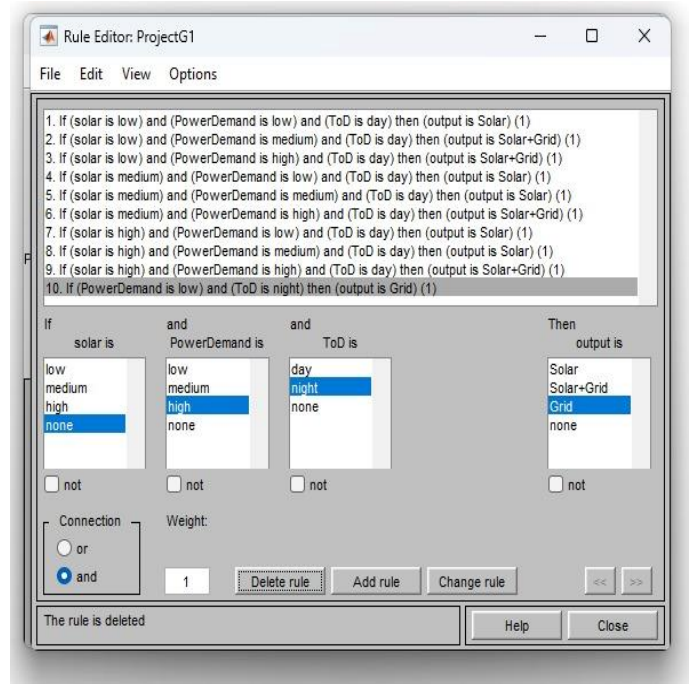 Rule Editor: ProjectG1
File Edit View Options
1. If (solar is low) and (PowerDemand is low) and (ToD is day) then (output is Solar) (1)
2. If (solar is low) and (PowerDemand is medium) and (ToD is day) then (output is Solar+Grid) (1)
3. If (solar is low) and (PowerDemand is high) and (ToD is day) then (output is Solar+Grid) (1)
4. If (solar is medium) and (PowerDemand is low) and (ToD is day) then (output is Solar) (1)
5. If (solar is medium) and (PowerDemand is medium) and (ToD is day) then (output is Solar) (1)
6. If (solar is medium) and (PowerDemand is high) and (ToD is day) then (output is Solar+Grid) (1)
7. If (solar is high) and (PowerDemand is low) and (ToD is day) then (output is Solar) (1)
8. If (solar is high) and (PowerDemand is medium) and (ToD is day) then (output is Solar) (1)
9. If (solar is high) and (PowerDemand is high) and (ToD is day) then (output is Solar+Grid) (1)
10. If (PowerDemand is low) and (ToD is night) then (output is Grid) (1)
If and and Then
solar is PowerDemand is ToD is output is
low low day Solar
medium medium night Solar+Grid
high high none Grid
none none none
not not not not
Connection Weight:
or
and 1 Delete rule Add rule Change rule << >>
The rule is deleted Help Close